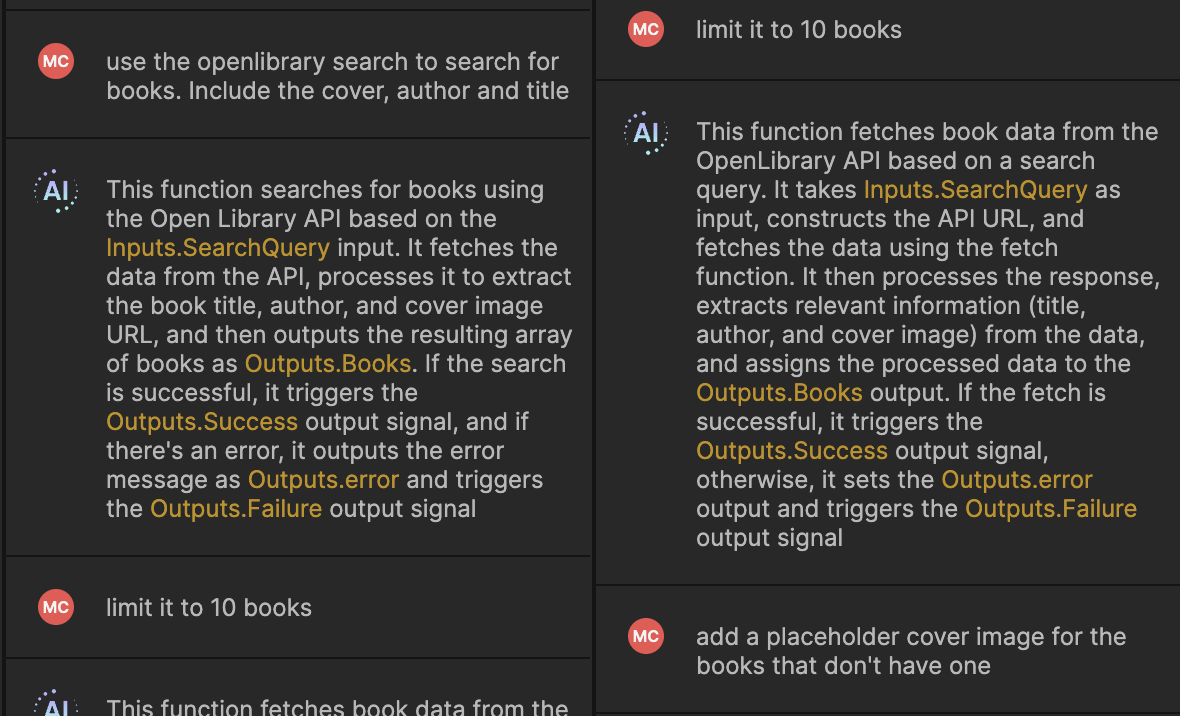 MC
use the openlibrary search to search for
books. Include the cover, author and title
AI
This function searches for books using
the Open Library API based on the
Inputs.SearchQuery input. It fetches the
data from the API, processes it to extract
the book title, author, and cover image
URL, and then outputs the resulting array
of books as Outputs.Books. If the search
is successful, it triggers the
Outputs.Success output signal, and if
there's an error, it outputs the error
message as Outputs.error and triggers
the Outputs.Failure output signal
MC
limit it to 10 books
AI
This function fetches book data from the
MC
limit it to 10 books
AI
This function fetches book data from the
OpenLibrary API based on a search
query. It takes Inputs.SearchQuery as
input, constructs the API URL, and
fetches the data using the fetch
function. It then processes the response,
extracts relevant information (title,
author, and cover image) from the data,
and assigns the processed data to the
Outputs.Books output. If the fetch is
successful, it triggers the
Outputs.Success output signal,
otherwise, it sets the Outputs.error
output and triggers the Outputs.Failure
output signal
MC
add a placeholder cover image for the
books that don't have one